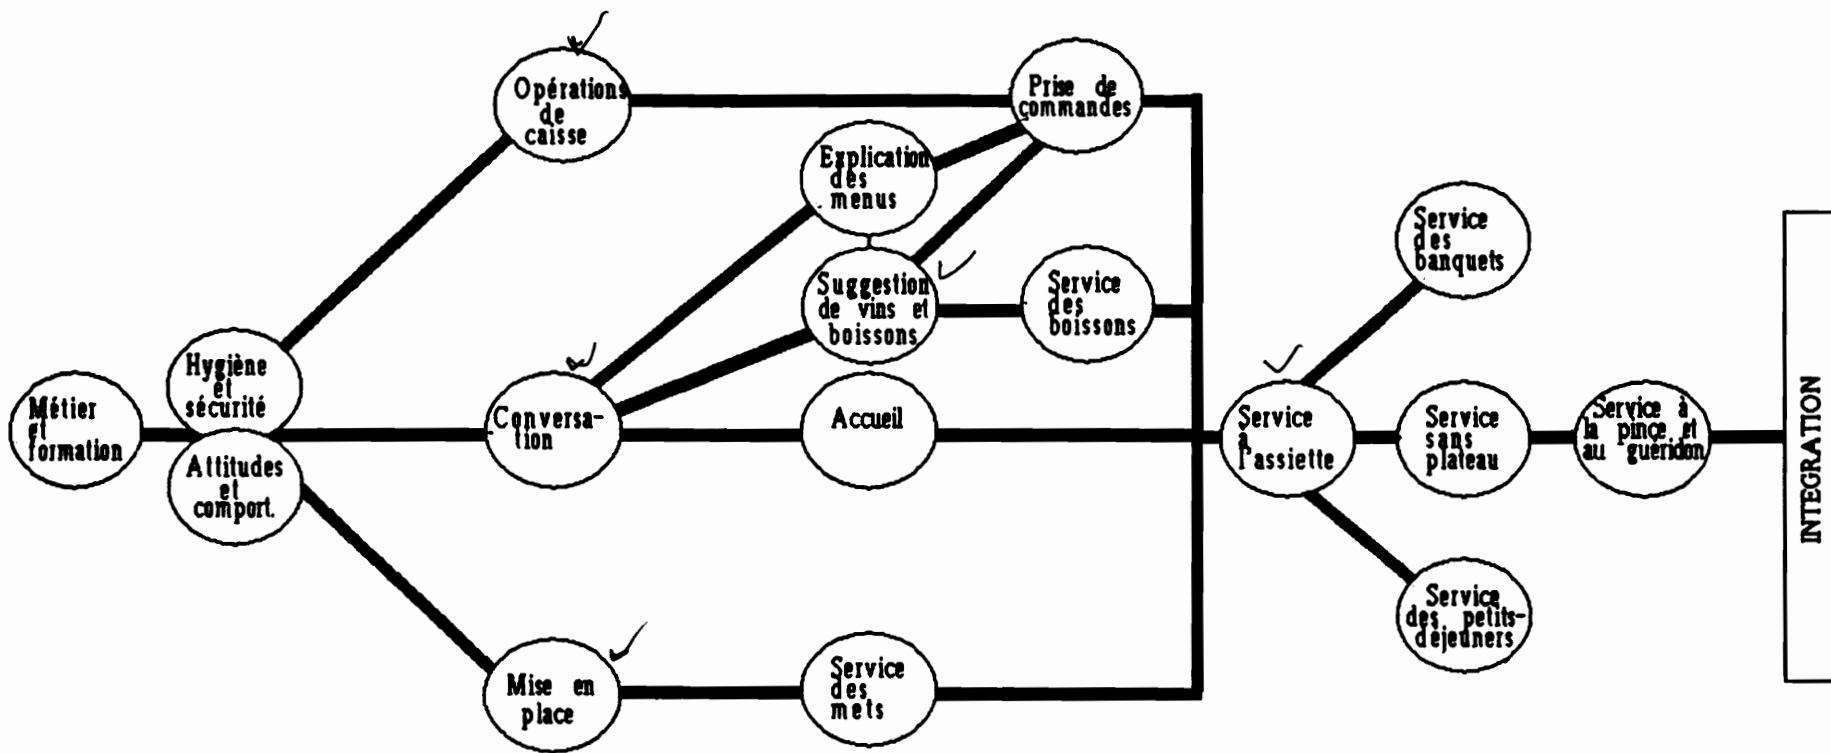 Opérations
de
caisse
Prise de
commandes
Explication
des
menus
Suggestion
de vins et
boissons
Service
des
boissons
Hygiène
et
sécurité
Métier
et
formation
Attitudes
et
comport.
Conversa-
tion
Accueil
Mise en
place
Service
des
mets
Service
à
l'assiette
Service
des
banquets
Service
sans
plateau
Service
des petits-
déjeuners
Service à
la pince et
au guéridon
INTEGRATION